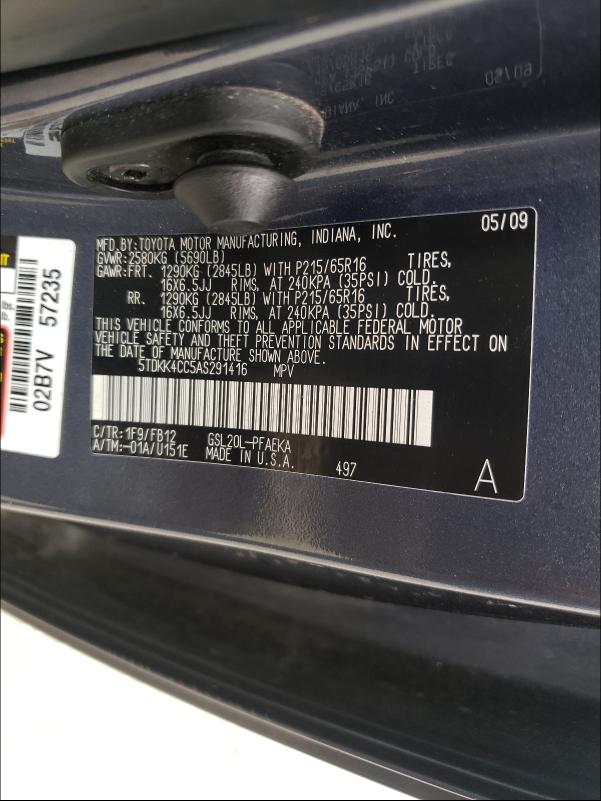 05/09
MFD.BY:TOYOTA MOTOR MANUFACTURING, INDIANA, INC.
GVWR:2580KG (5690LB)
GAWR:FRT. 1290KG (2845LB) WITH P215/65R16 TIRES,
16X6.5JJ RIMS, AT 240KPA (35PSI) COLD.
RR. 1290KG (2845LB) WITH P215/65R16 TIRES,
16X6.5JJ RIMS, AT 240KPA (35PSI) COLD.
THIS VEHICLE CONFORMS TO ALL APPLICABLE FEDERAL MOTOR
VEHICLE SAFETY AND THEFT PREVENTION STANDARDS IN EFFECT ON
THE DATE OF MANUFACTURE SHOWN ABOVE.
5TDKK4CC5AS291416 MPV
C/TR:1F9/FB12 GSL20L-PFAEKA
A/TM:-01A/U151E MADE IN U.S.A. 497
A
02B7V 57235
lbs.
lb.